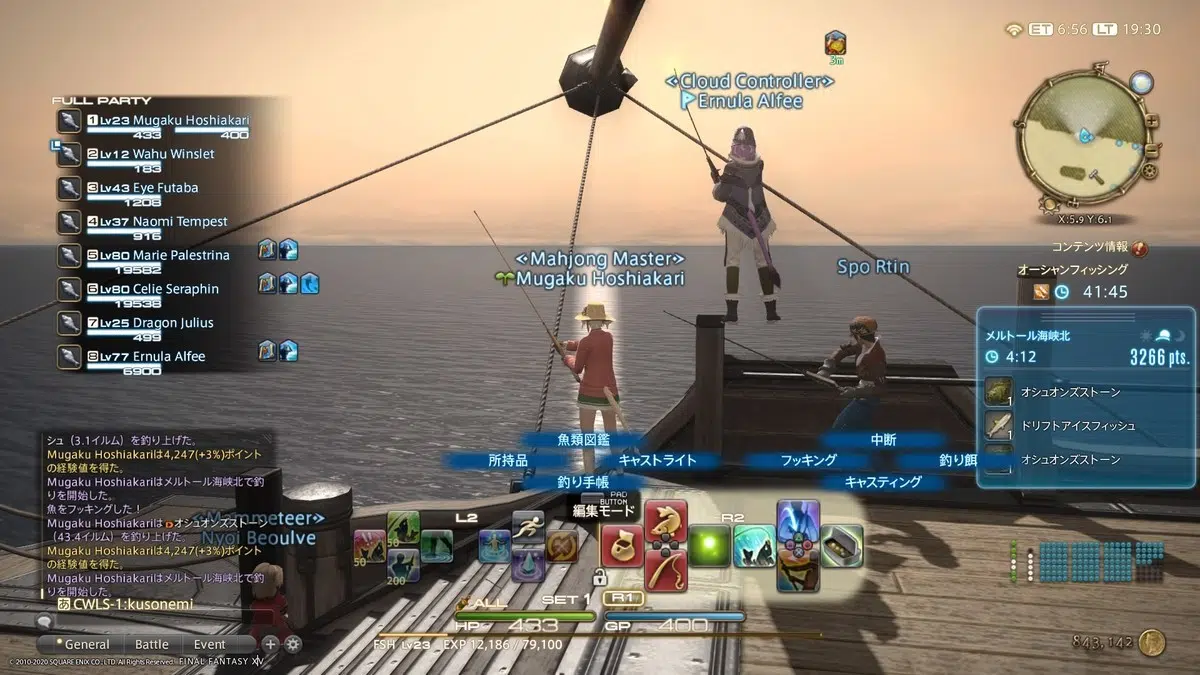 ET 6:56 LT 19:30
3m
FULL PARTY
1 Lv23 Mugaku Hoshiakari
433 400
2 Lv12 Wahu Winslet
183
3 Lv43 Eye Futaba
1208
4 Lv37 Naomi Tempest
916
5 Lv80 Marie Palestrina
19582
6 Lv80 Celie Seraphin
19538
7 Lv25 Dragon Julius
499
8 Lv77 Ernula Alfee
6900
<Cloud Controller>
Ernula Alfee
<Mahjong Master>
Mugaku Hoshiakari
Spo Rtin
X:5.9 Y:6.1
コンテンツ情報
オーシャンフィッシング
41:45
メルトール海峡北
4:12 3266 pts.
1 オシュオンズストーン
1 ドリフトアイスフィッシュ
オシュオンズストーン
魚類図鑑
所持品
キャストライト
釣り手帳
中断
フッキング
釣り餌
キャスティング
PAD
BUTTON
編集モード
L2
R2
50
50
200
ALL SET 1 R1
HP 433 GP 400
FSH Lv23 EXP 12,186/79,100
シュ（3.1イルム）を釣り上げた。
Mugaku Hoshiakariは4,247(+3%)ポイント
の経験値を得た。
Mugaku Hoshiakariはメルトール海峡北で釣
りを開始した。
魚をフッキングした！
Mugaku Hoshiakariは オシュオンズストーン
（43.4イルム）を釣り上げた。
Mugaku Hoshiakariは4,247(+3%)ポイント
の経験値を得た。
Mugaku Hoshiakariはメルトール海峡北で釣
りを開始した。
Nyoi Beoulve
あ CWLS-1:kusonemi
General Battle Event
843,142
© 2010-2020 SQUARE ENIX CO., LTD. All Rights Reserved. FINAL FANTASY XIV